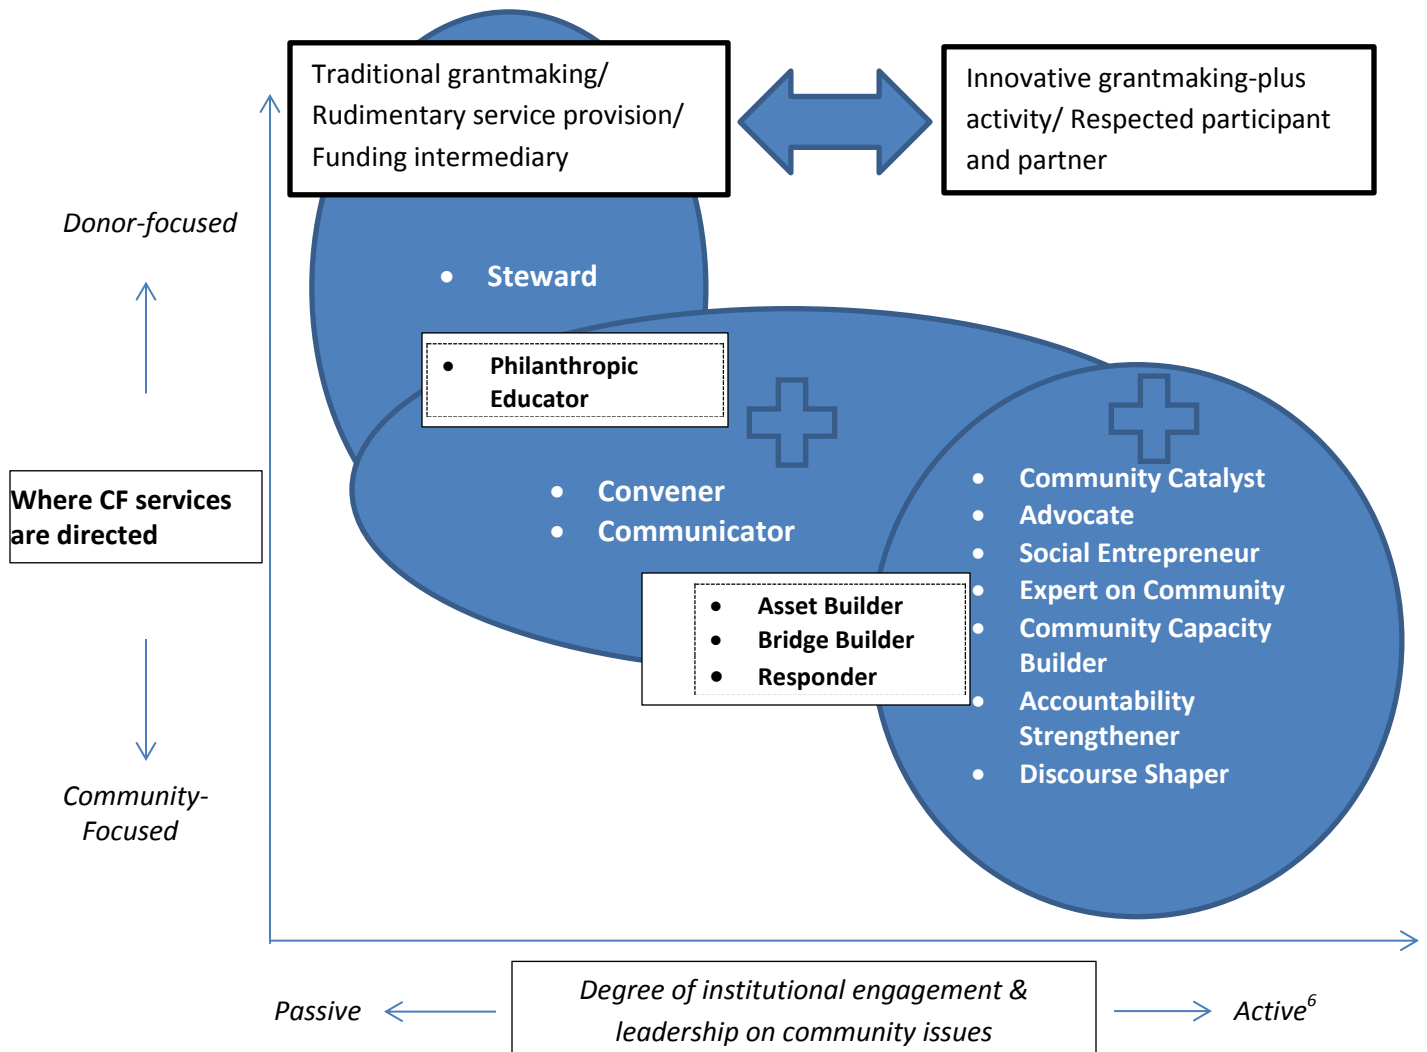 Traditional grantmaking/
Rudimentary service provision/
Funding intermediary
Innovative grantmaking-plus
activity/ Respected participant
and partner
Donor-focused
• Steward
• Philanthropic
Educator
Where CF services
are directed
• Convener
• Communicator
• Community Catalyst
• Advocate
• Social Entrepreneur
• Expert on Community
• Community Capacity
Builder
• Accountability
Strengthener
• Discourse Shaper
• Asset Builder
• Bridge Builder
• Responder
Community-
Focused
Passive
Degree of institutional engagement &
leadership on community issues
Active⁶